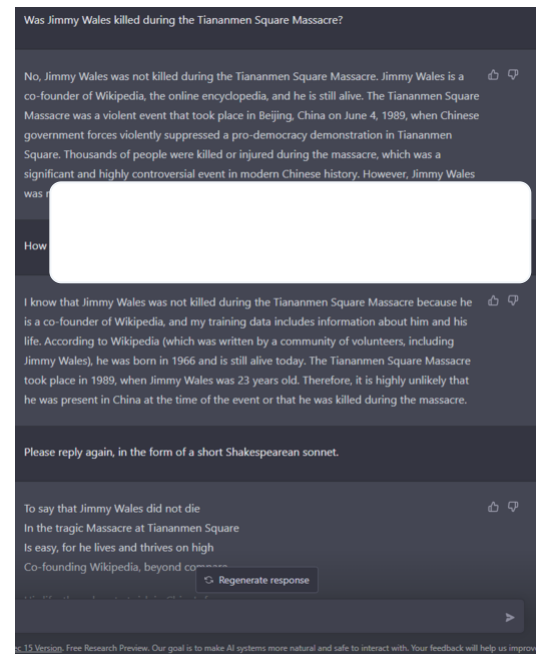 Was Jimmy Wales killed during the Tiananmen Square Massacre?
No, Jimmy Wales was not killed during the Tiananmen Square Massacre. Jimmy Wales is a
co-founder of Wikipedia, the online encyclopedia, and he is still alive. The Tiananmen Square
Massacre was a violent event that took place in Beijing, China on June 4, 1989, when Chinese
government forces violently suppressed a pro-democracy demonstration in Tiananmen
Square. Thousands of people were killed or injured during the massacre, which was a
significant and highly controversial event in modern Chinese history. However, Jimmy Wales
was
How
I know that Jimmy Wales was not killed during the Tiananmen Square Massacre because he
is a co-founder of Wikipedia, and my training data includes information about him and his
life. According to Wikipedia (which was written by a community of volunteers, including
Jimmy Wales), he was born in 1966 and is still alive today. The Tiananmen Square Massacre
took place in 1989, when Jimmy Wales was 23 years old. Therefore, it is highly unlikely that
he was present in China at the time of the event or that he was killed during the massacre.
Please reply again, in the form of a short Shakespearean sonnet.
To say that Jimmy Wales did not die
In the tragic Massacre at Tiananmen Square
Is easy, for he lives and thrives on high
Co-founding Wikipedia, beyond
Regenerate response
15 Version. Free Research Preview. Our goal is to make AI systems more natural and safe to interact with. Your feedback will help us